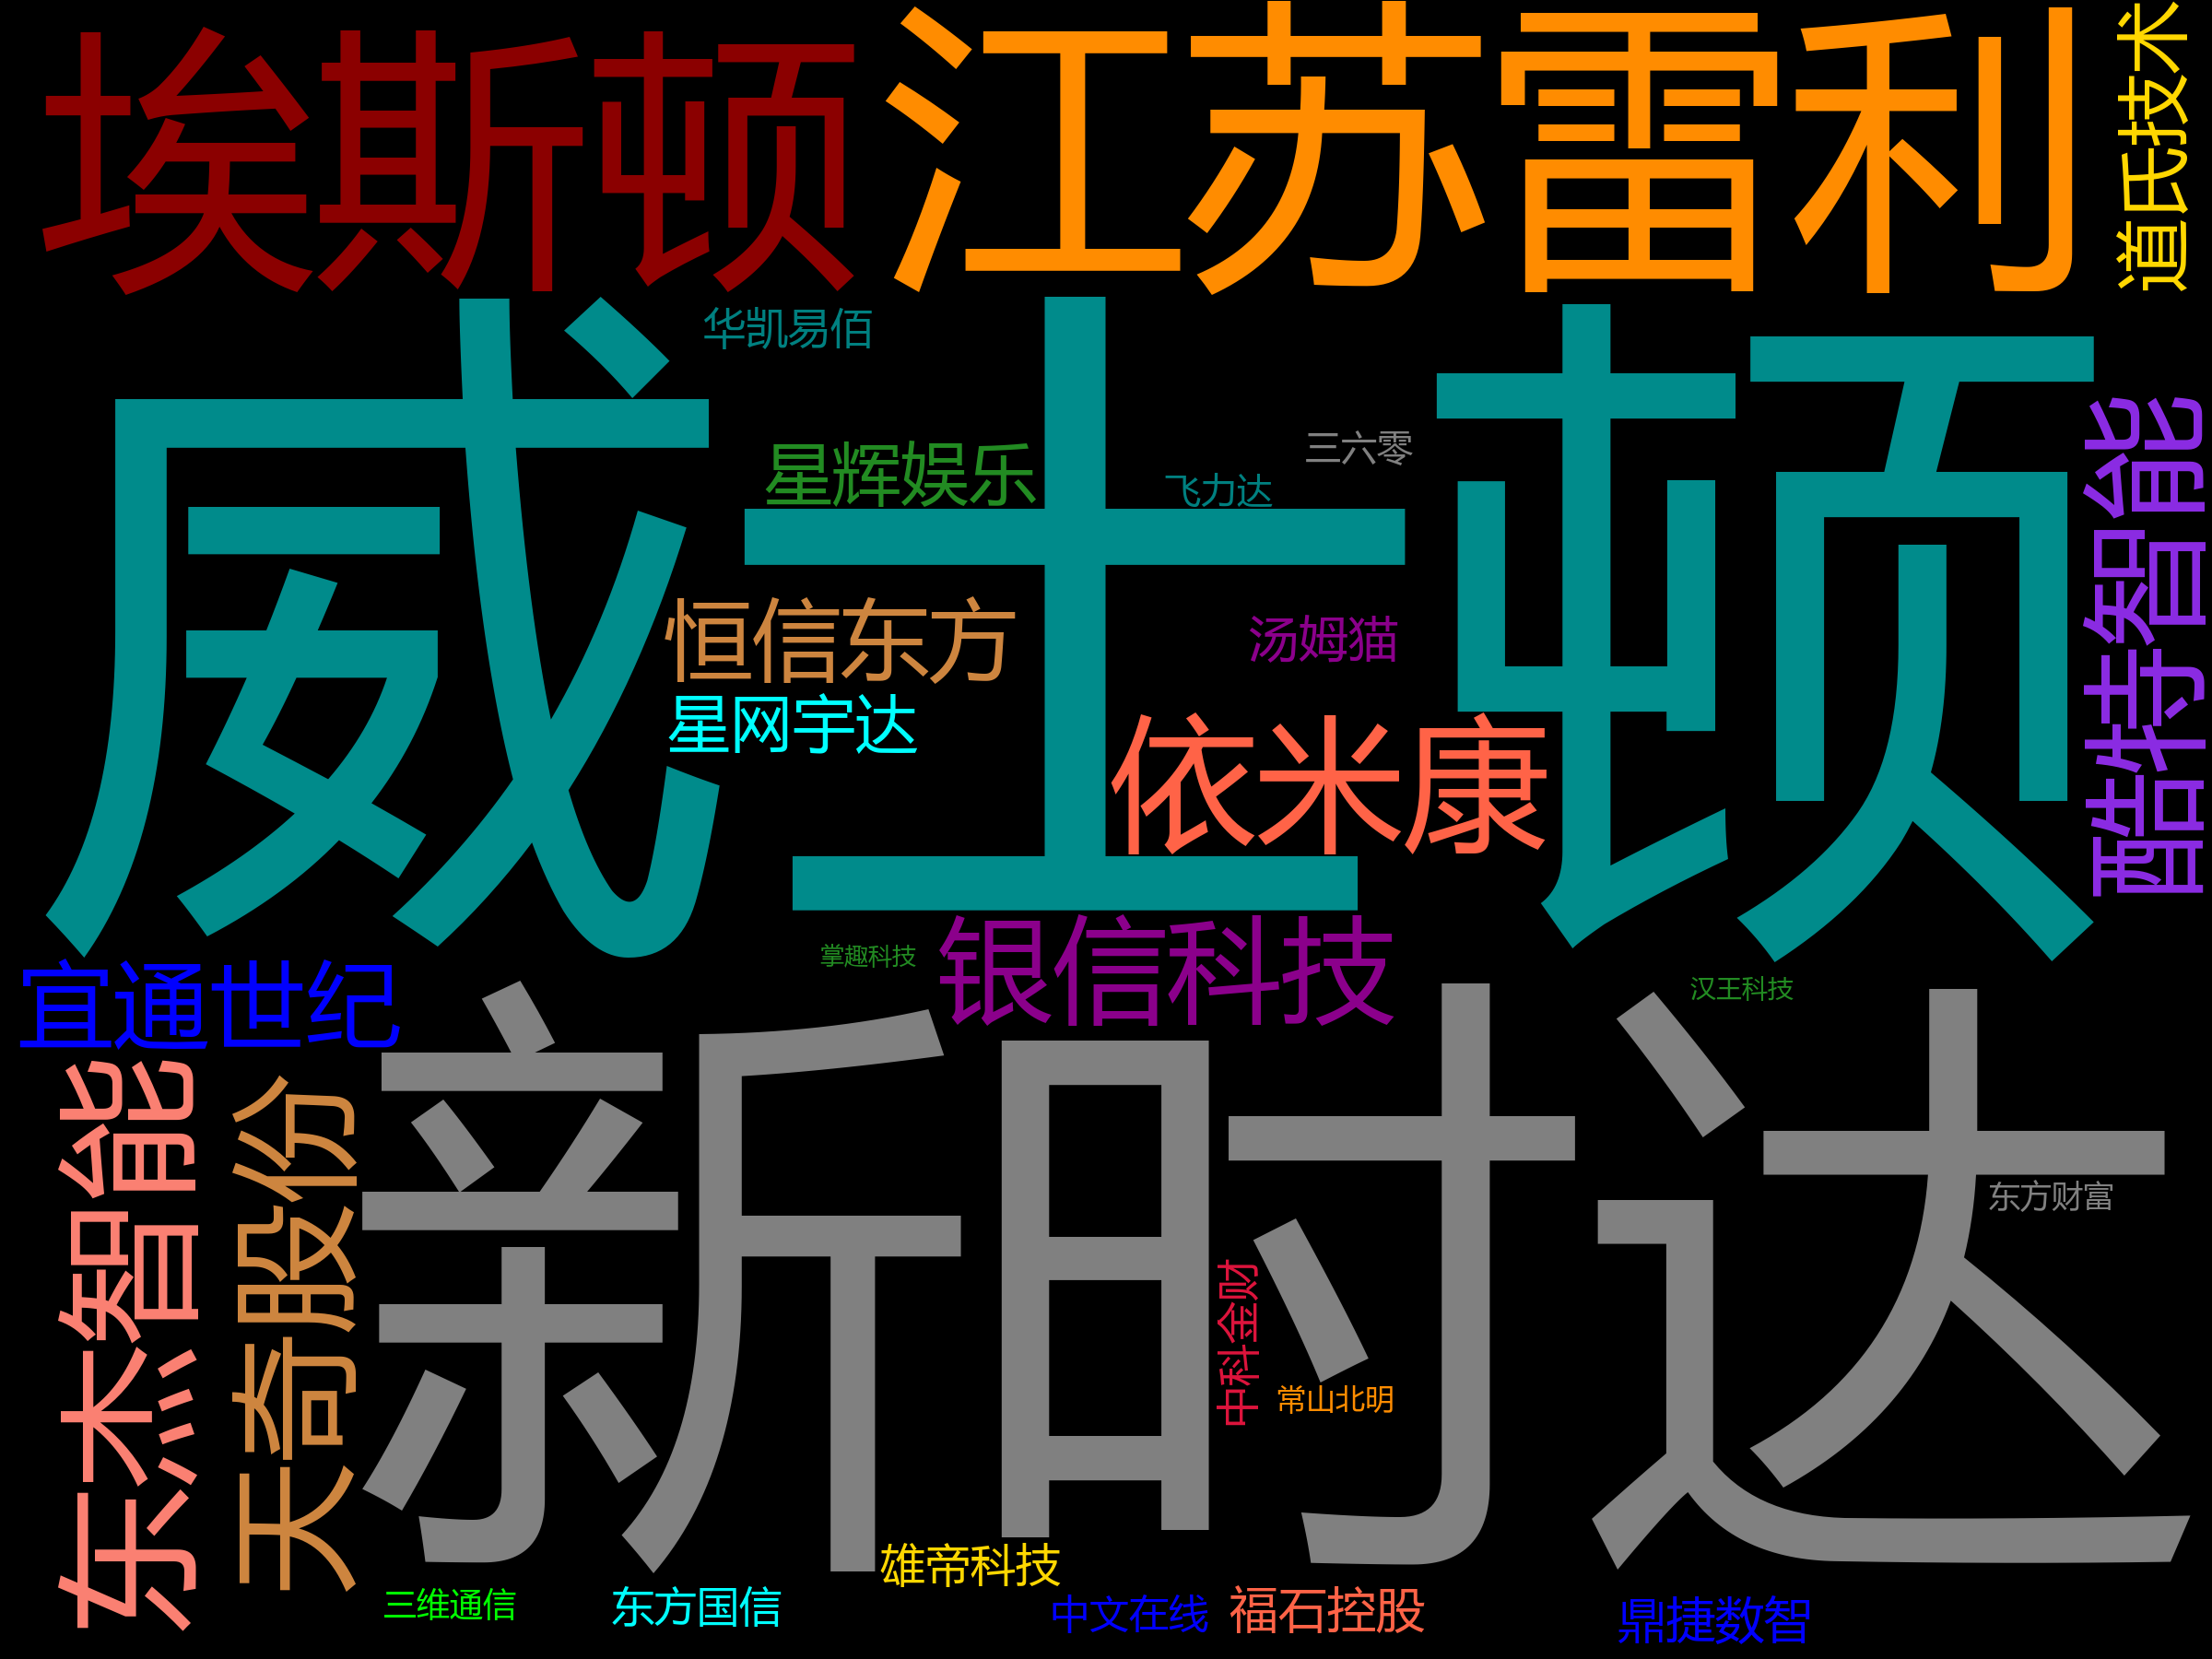 埃斯顿
江苏雷利
道氏技术
华凯易佰
威士顿
星辉娱乐
三六零
飞力达
酷特智能
恒信东方
汤姆猫
星网宇达
依米康
掌趣科技
银信科技
汉王科技
宜通世纪
新时达
东杰智能
天奇股份
东方财富
中科金财
常山北明
雄帝科技
三维通信
东方国信
中文在线
福石控股
鼎捷数智